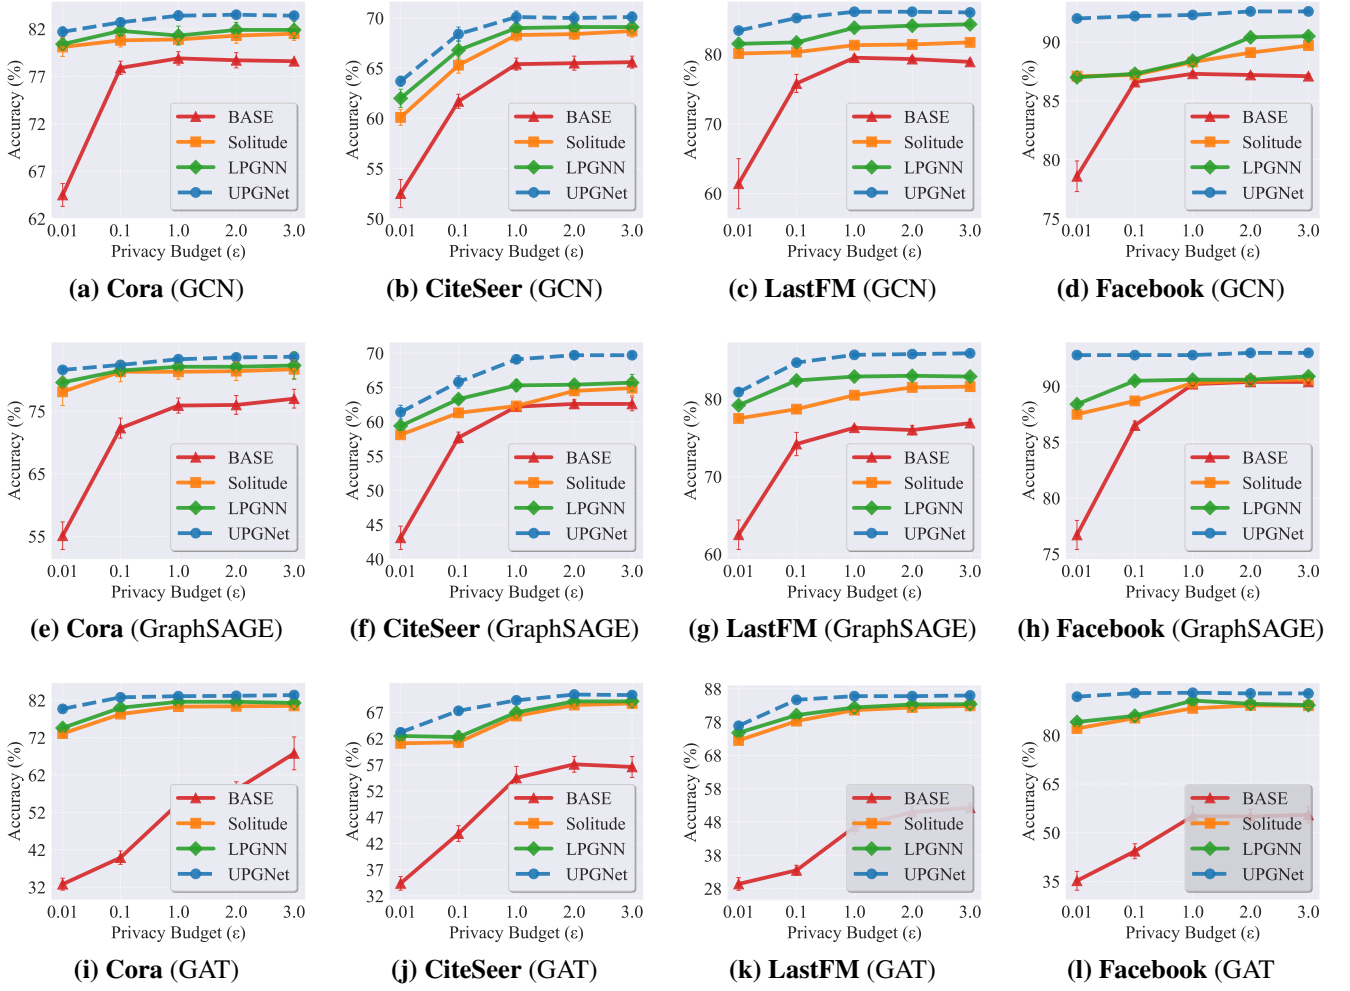 Accuracy (%)
82
77
72
67
62
BASE
Solitude
LPGNN
UPGNet
0.01 0.1 1.0 2.0 3.0
Privacy Budget (ε)
(a) Cora (GCN)
Accuracy (%)
70
65
60
55
50
BASE
Solitude
LPGNN
UPGNet
0.01 0.1 1.0 2.0 3.0
Privacy Budget (ε)
(b) CiteSeer (GCN)
Accuracy (%)
80
70
60
BASE
Solitude
LPGNN
UPGNet
0.01 0.1 1.0 2.0 3.0
Privacy Budget (ε)
(c) LastFM (GCN)
Accuracy (%)
90
85
80
75
BASE
Solitude
LPGNN
UPGNet
0.01 0.1 1.0 2.0 3.0
Privacy Budget (ε)
(d) Facebook (GCN)
Accuracy (%)
75
65
55
BASE
Solitude
LPGNN
UPGNet
0.01 0.1 1.0 2.0 3.0
Privacy Budget (ε)
(e) Cora (GraphSAGE)
Accuracy (%)
70
65
60
55
50
45
40
BASE
Solitude
LPGNN
UPGNet
0.01 0.1 1.0 2.0 3.0
Privacy Budget (ε)
(f) CiteSeer (GraphSAGE)
Accuracy (%)
80
70
60
BASE
Solitude
LPGNN
UPGNet
0.01 0.1 1.0 2.0 3.0
Privacy Budget (ε)
(g) LastFM (GraphSAGE)
Accuracy (%)
90
85
80
75
BASE
Solitude
LPGNN
UPGNet
0.01 0.1 1.0 2.0 3.0
Privacy Budget (ε)
(h) Facebook (GraphSAGE)
Accuracy (%)
82
72
62
52
42
32
BASE
Solitude
LPGNN
UPGNet
0.01 0.1 1.0 2.0 3.0
Privacy Budget (ε)
(i) Cora (GAT)
Accuracy (%)
67
62
57
52
47
42
37
32
BASE
Solitude
LPGNN
UPGNet
0.01 0.1 1.0 2.0 3.0
Privacy Budget (ε)
(j) CiteSeer (GAT)
Accuracy (%)
88
78
68
58
48
38
28
BASE
Solitude
LPGNN
UPGNet
0.01 0.1 1.0 2.0 3.0
Privacy Budget (ε)
(k) LastFM (GAT)
Accuracy (%)
80
65
50
35
BASE
Solitude
LPGNN
UPGNet
0.01 0.1 1.0 2.0 3.0
Privacy Budget (ε)
(l) Facebook (GAT